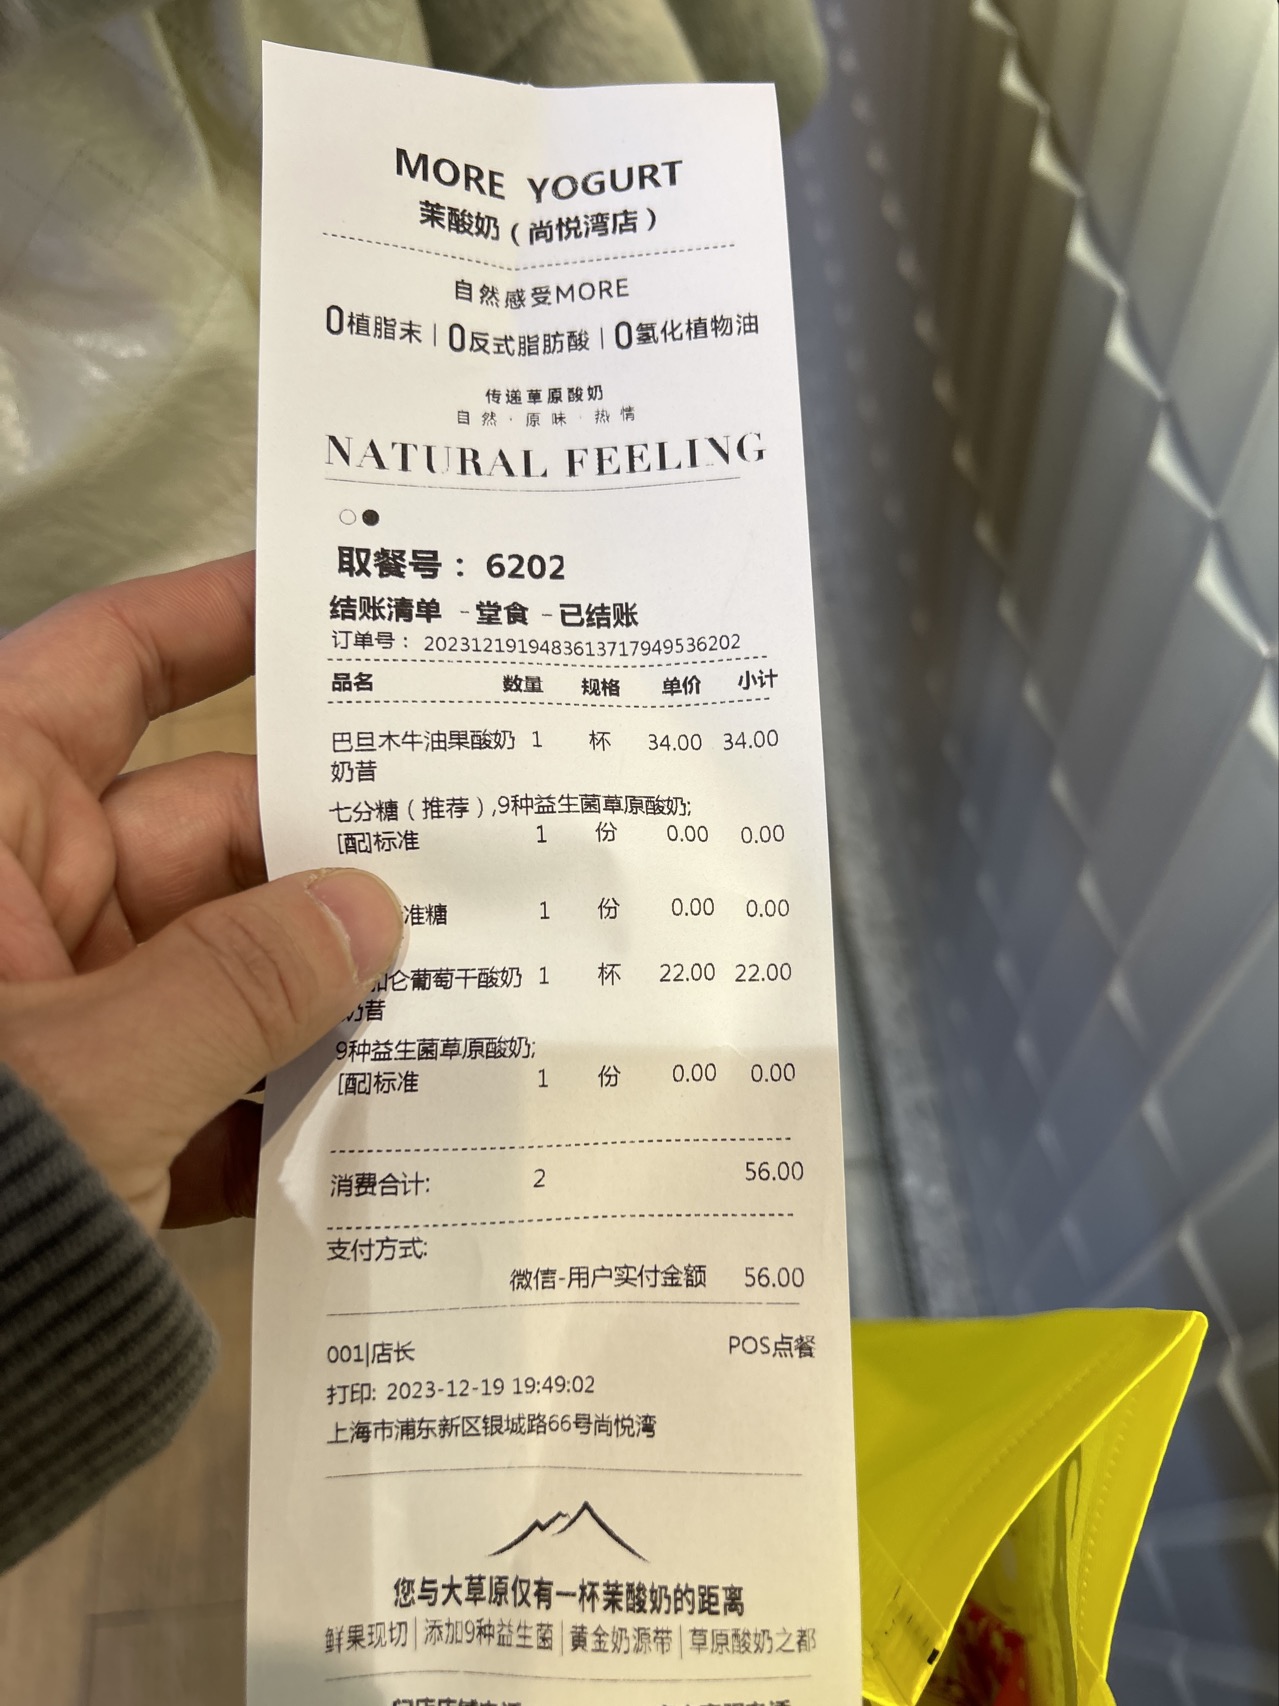 MORE YOGURT
茉酸奶（尚悦湾店）
自然感受MORE
0植脂末｜0反式脂肪酸｜0氢化植物油
传递草原酸奶
自然·原味·热情
NATURAL FEELING
取餐号：6202
结账清单 -堂食 -已结账
订单号：20231219194836137179495 36202
品名 数量 规格 单价 小计
巴旦木牛油果酸奶 1 杯 34.00 34.00
奶昔
七分糖（推荐）,9种益生菌草原酸奶;
[配]标准 1 份 0.00 0.00
准糖 1 份 0.00 0.00
仑葡萄干酸奶 1 杯 22.00 22.00
奶昔
9种益生菌草原酸奶;
[配]标准 1 份 0.00 0.00
消费合计: 2 56.00
支付方式:
微信-用户实付金额 56.00
001|店长 POS点餐
打印: 2023-12-19 19:49:02
上海市浦东新区银城路66号尚悦湾
您与大草原仅有一杯茉酸奶的距离
鲜果现切|添加9种益生菌|黄金奶源带|草原酸奶之都